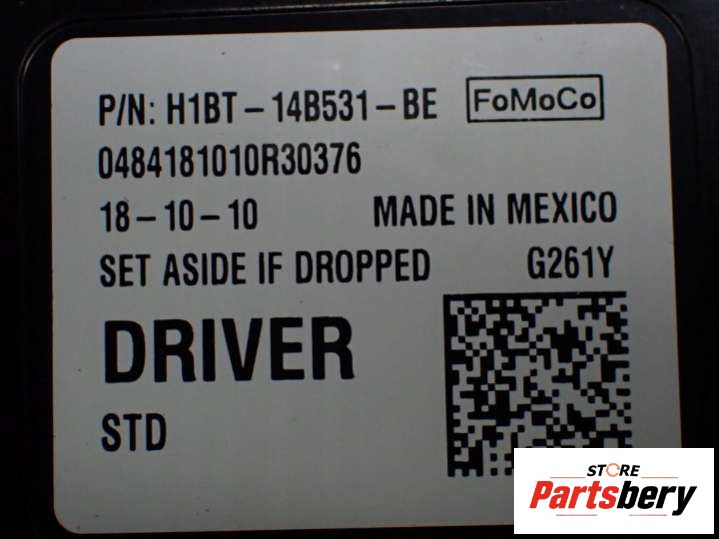 P/N: H1BT-14B531-BE FoMoCo
0484181010R30376
18-10-10 MADE IN MEXICO
SET ASIDE IF DROPPED G261Y
DRIVER
STD
STORE
Partsbery